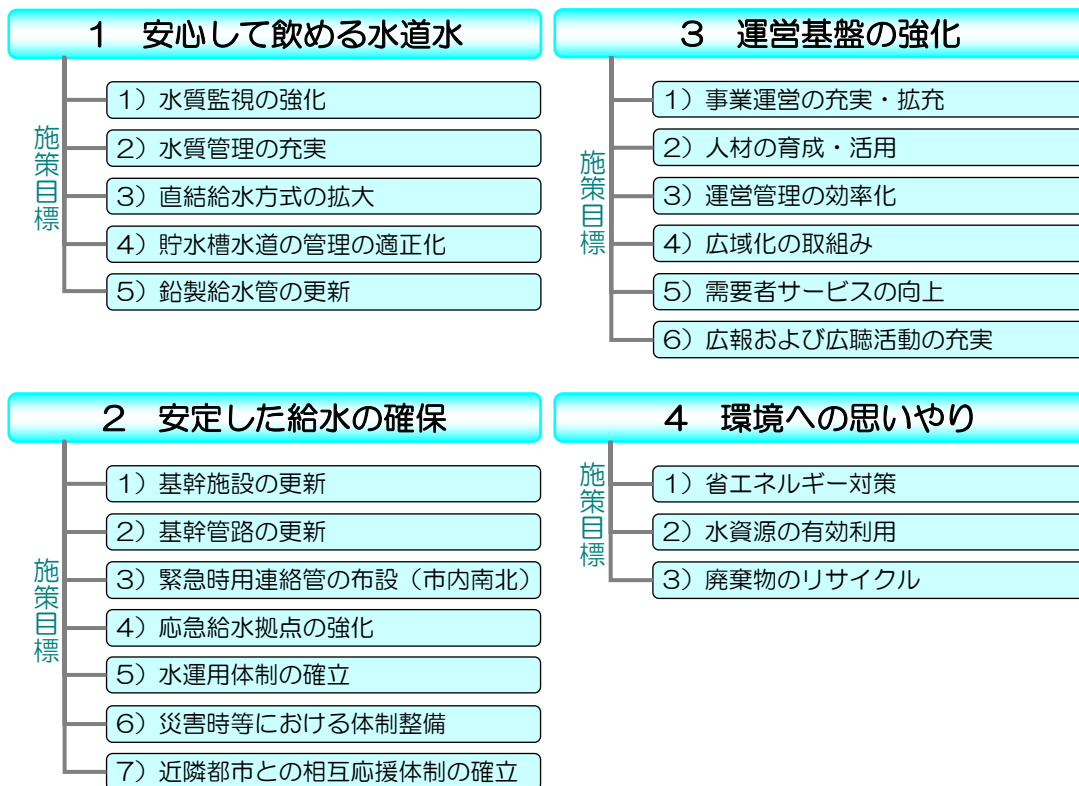 1 安心して飲める水道水
施策目標
1）水質監視の強化
2）水質管理の充実
3）直結給水方式の拡大
4）貯水槽水道の管理の適正化
5）鉛製給水管の更新
2 安定した給水の確保
施策目標
1）基幹施設の更新
2）基幹管路の更新
3）緊急時用連絡管の布設（市内南北）
4）応急給水拠点の強化
5）水運用体制の確立
6）災害時等における体制整備
7）近隣都市との相互応援体制の確立
3 運営基盤の強化
施策目標
1）事業運営の充実・拡充
2）人材の育成・活用
3）運営管理の効率化
4）広域化の取組み
5）需要者サービスの向上
6）広報および広聴活動の充実
4 環境への思いやり
施策目標
1）省エネルギー対策
2）水資源の有効利用
3）廃棄物のリサイクル